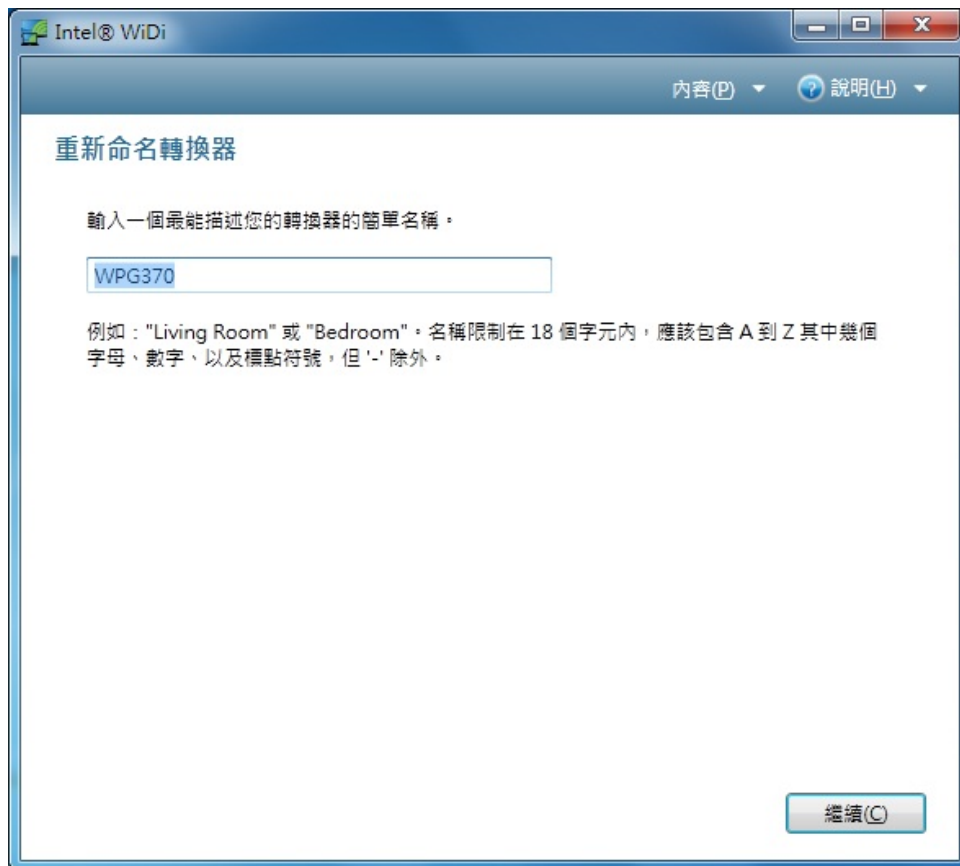 Intel® WiDi
內容(P) 說明(H)
重新命名轉換器
輸入一個最能描述您的轉換器的簡單名稱。
WPG370
例如："Living Room" 或 "Bedroom"。名稱限制在 18 個字元內，應該包含 A 到 Z 其中幾個
字母、數字、以及標點符號，但 '-' 除外。
繼續(C)